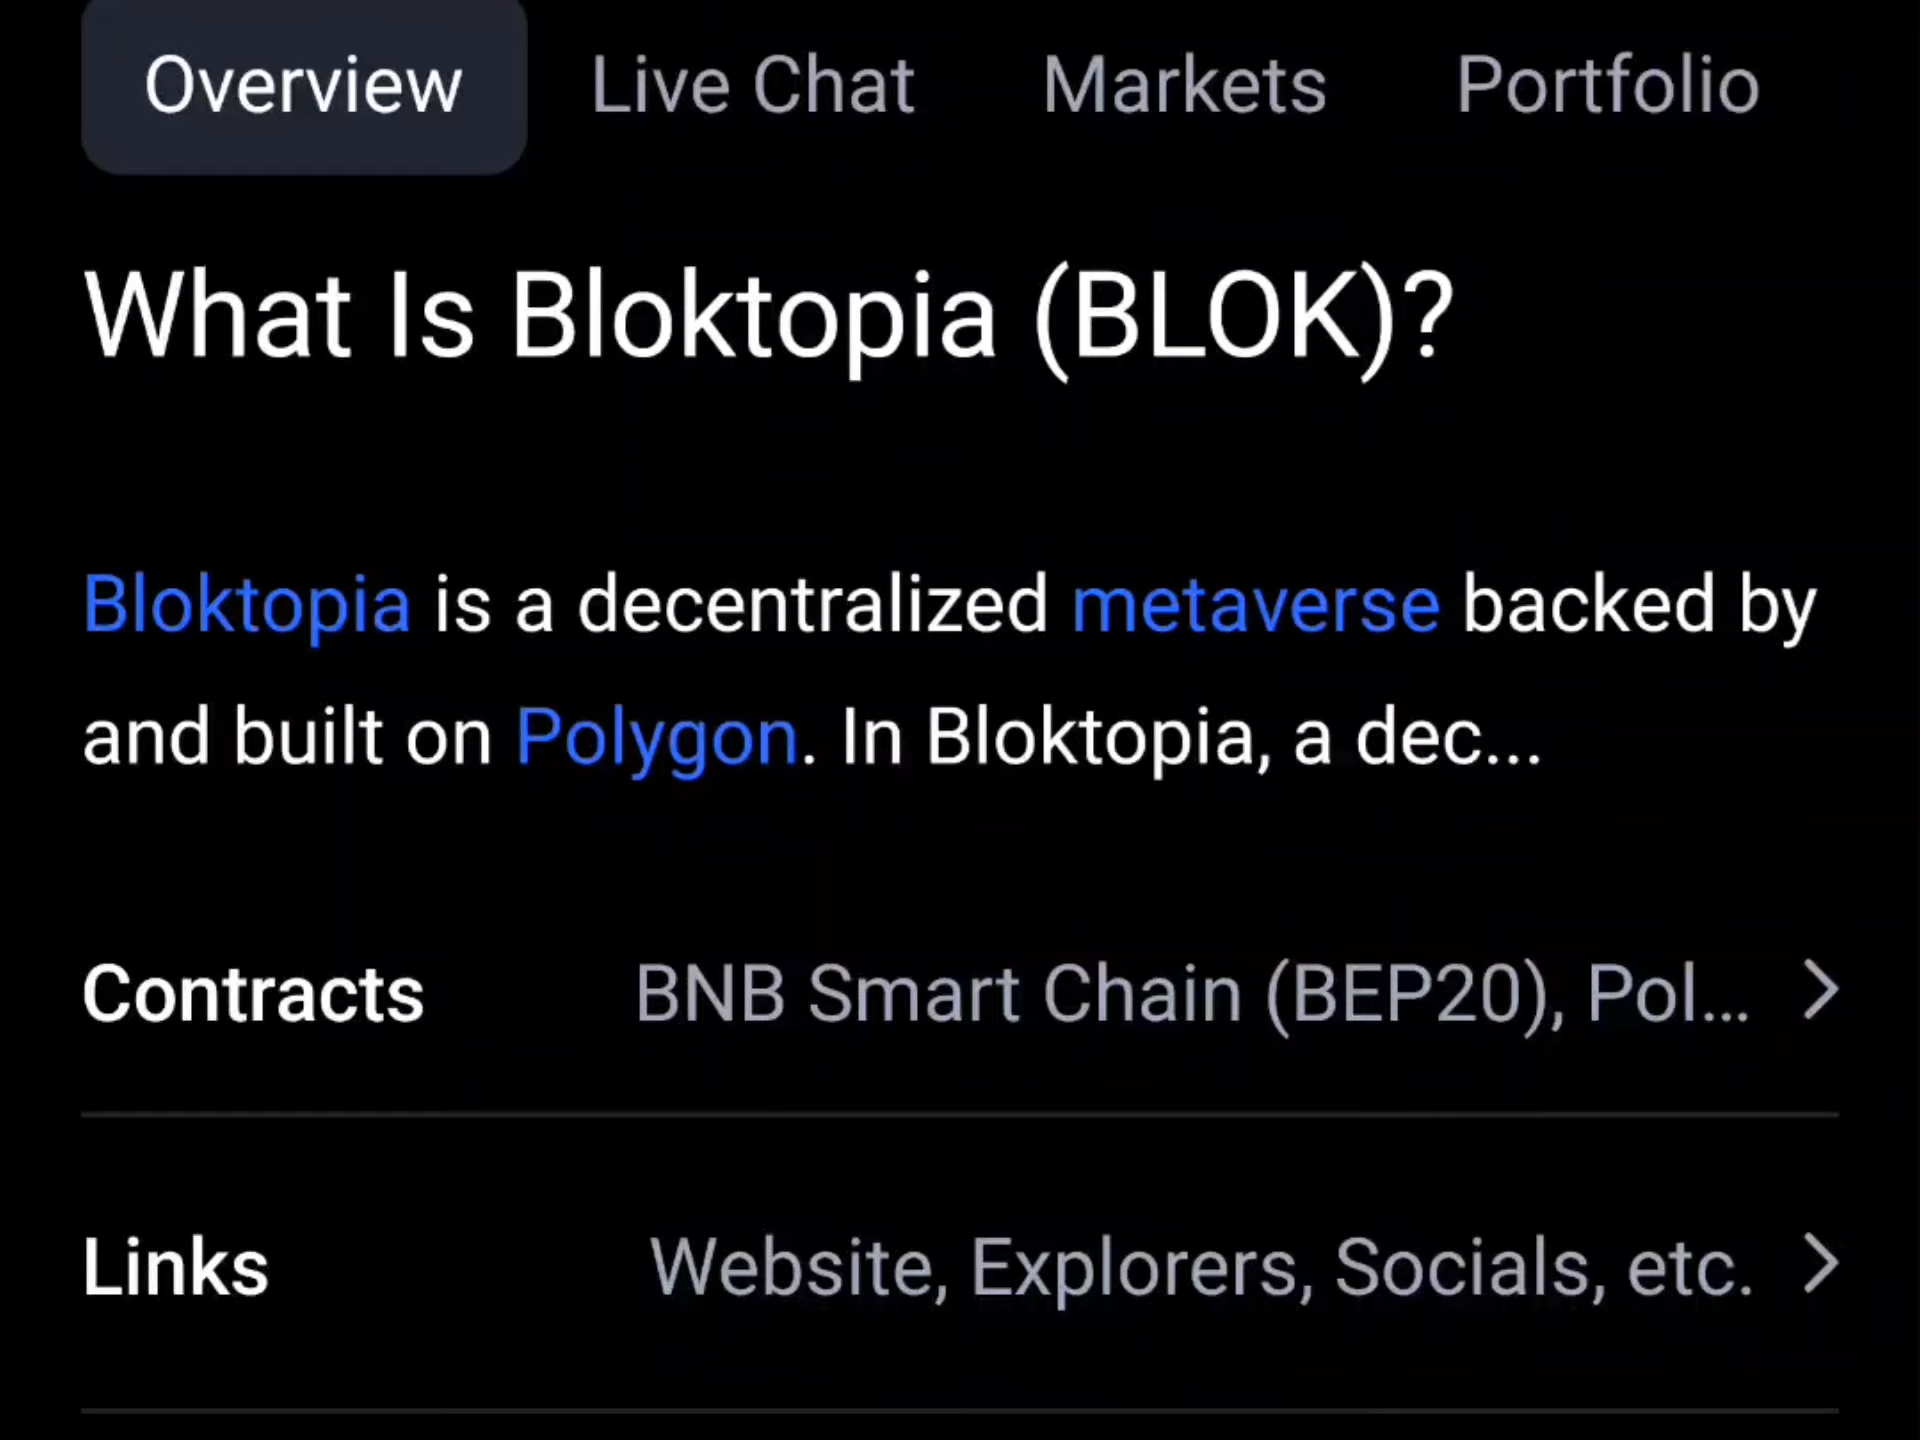 Overview Live Chat Markets Portfolio
What Is Bloktopia (BLOK)?
Bloktopia is a decentralized metaverse backed by
and built on Polygon. In Bloktopia, a dec...
Contracts BNB Smart Chain (BEP20), Pol...
Links Website, Explorers, Socials, etc.